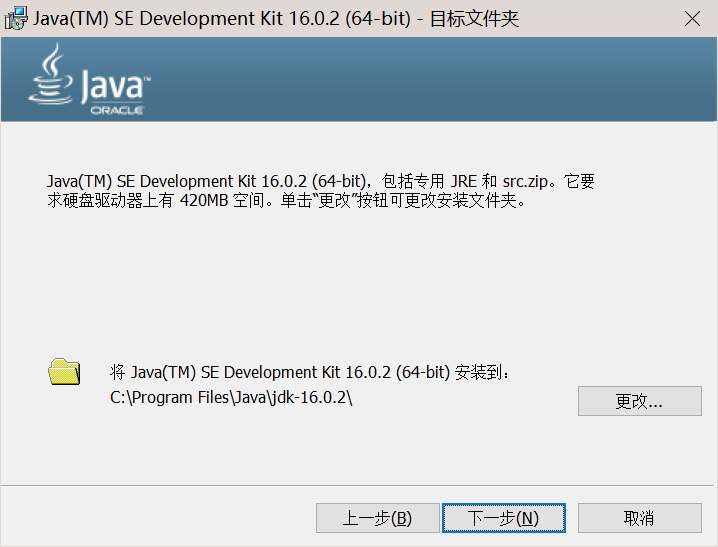 Java(TM) SE Development Kit 16.0.2 (64-bit) - 目标文件夹
Java™
ORACLE
Java(TM) SE Development Kit 16.0.2 (64-bit)，包括专用 JRE 和 src.zip。它要
求硬盘驱动器上有 420MB 空间。单击“更改”按钮可更改安装文件夹。
将 Java(TM) SE Development Kit 16.0.2 (64-bit) 安装到：
C:\Program Files\Java\jdk-16.0.2\
更改...
上一步(B)
下一步(N)
取消